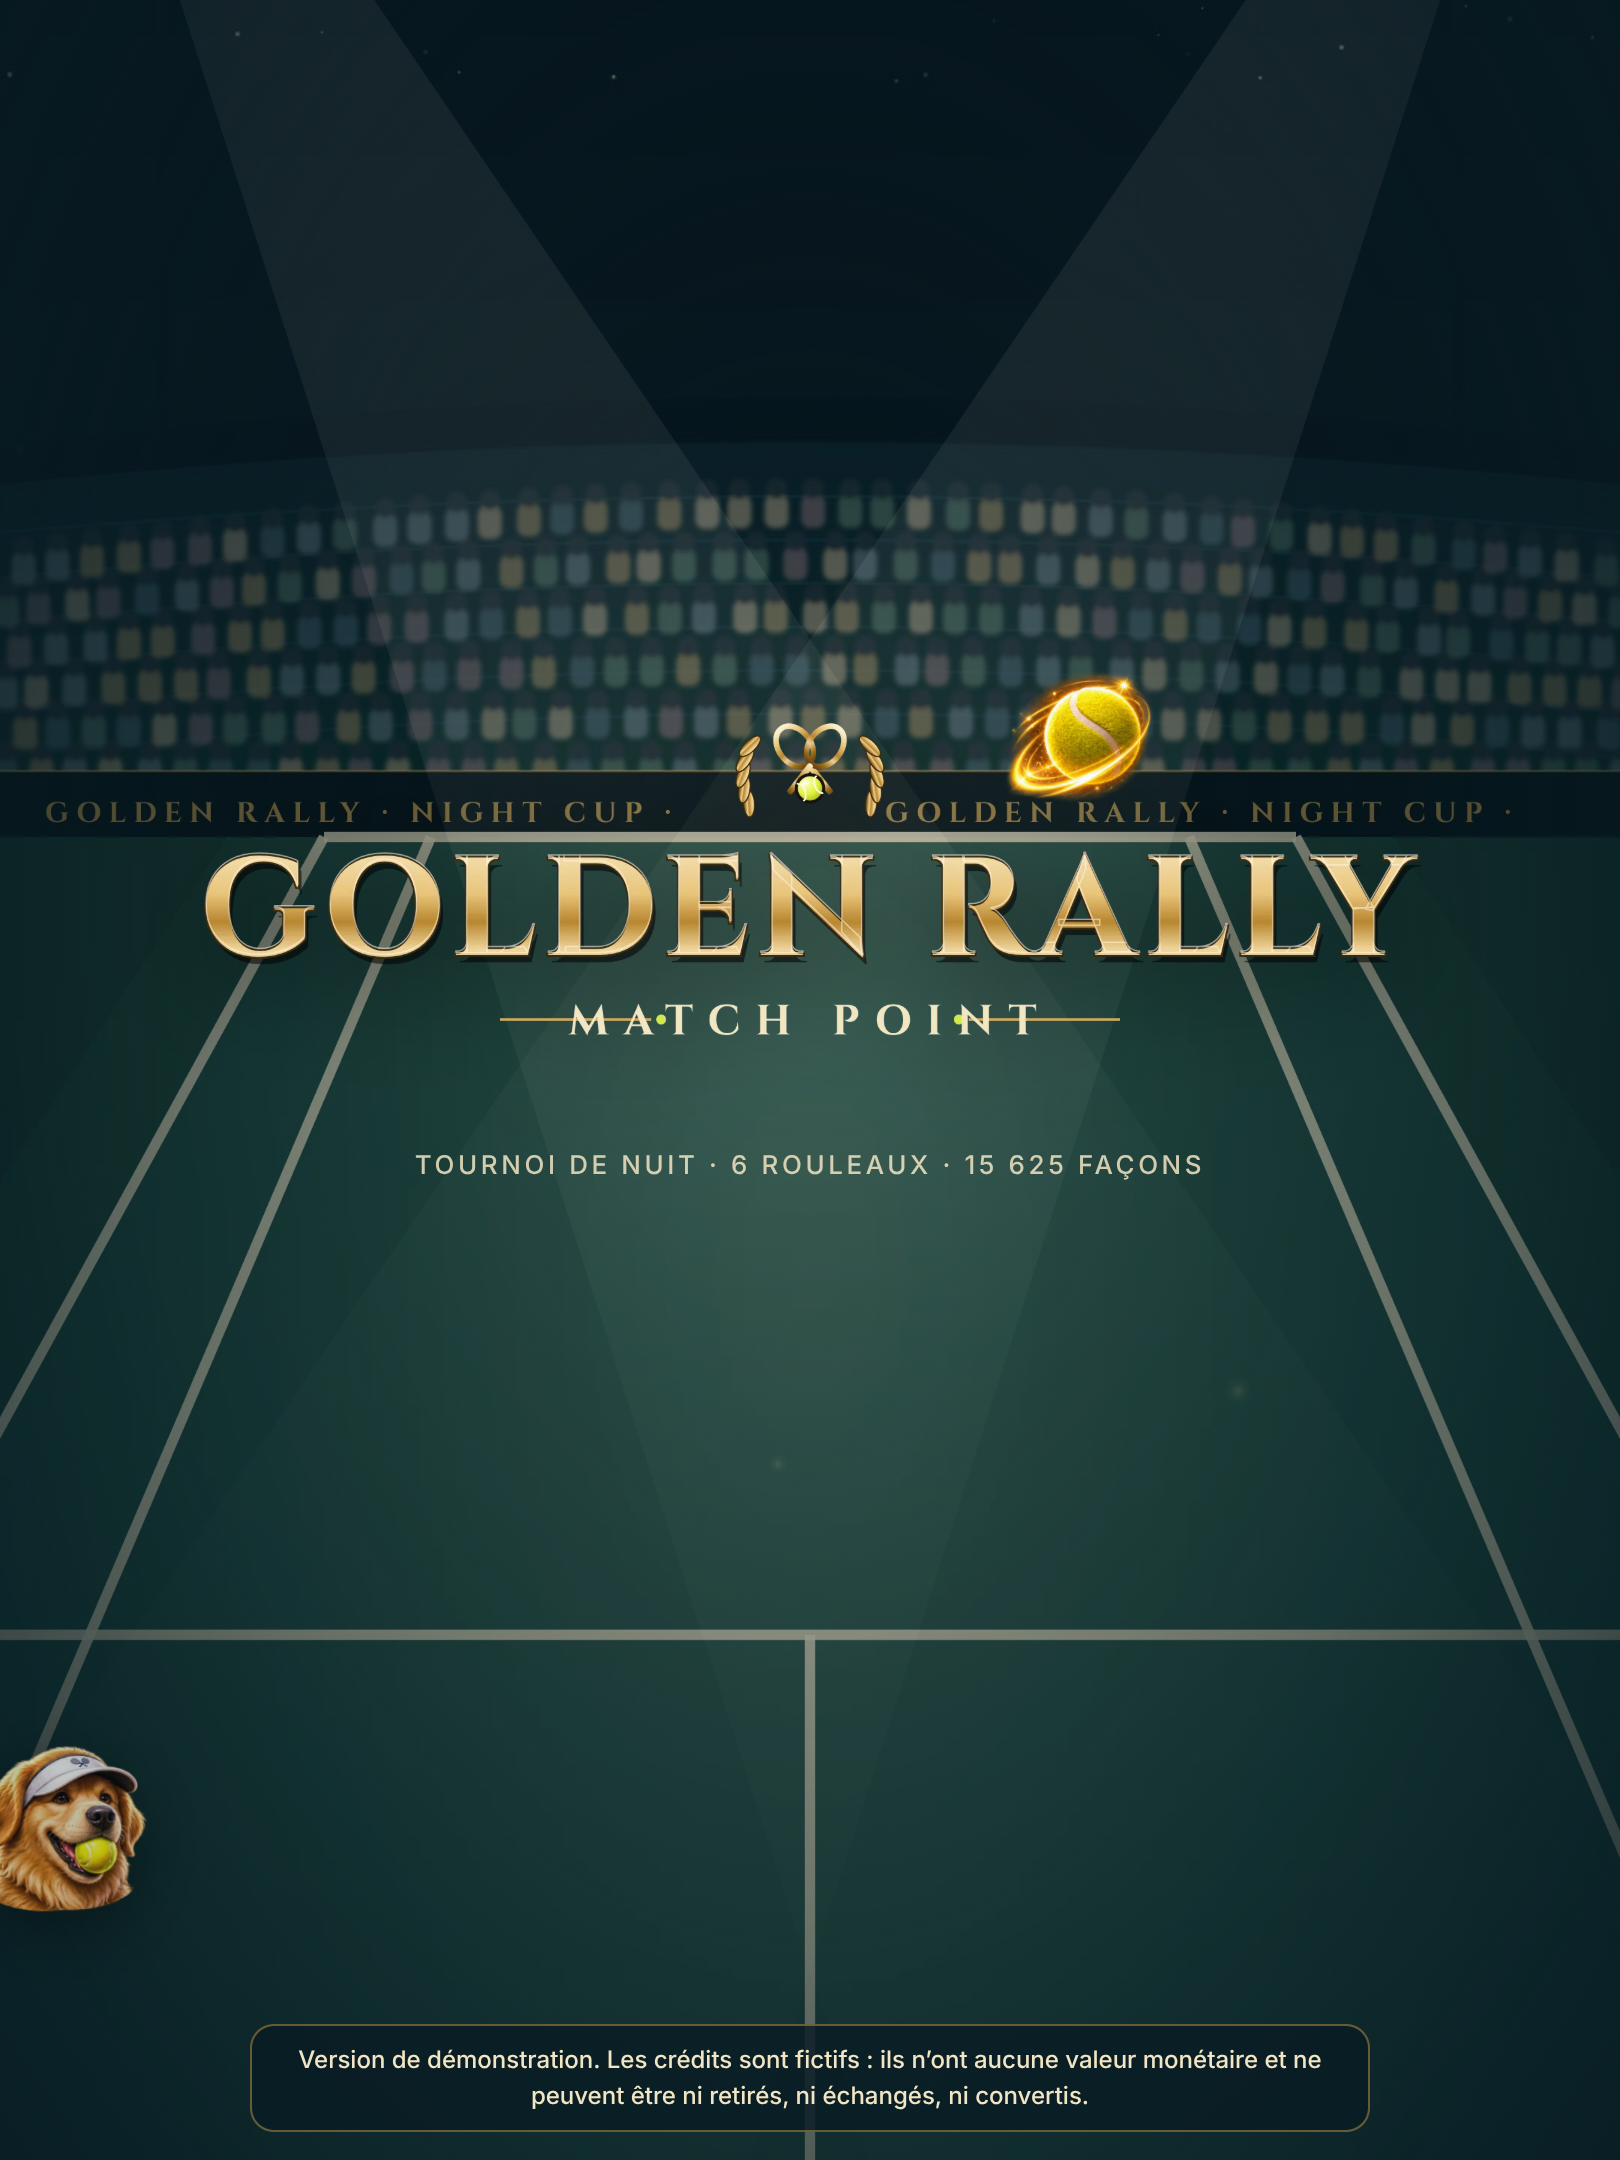 GOLDEN RALLY · NIGHT CUP · GOLDEN RALLY · NIGHT CUP ·
GOLDEN RALLY
MATCH POINT
TOURNOI DE NUIT · 6 ROULEAUX · 15 625 FAÇONS
Version de démonstration. Les crédits sont fictifs : ils n’ont aucune valeur monétaire et ne
peuvent être ni retirés, ni échangés, ni convertis.